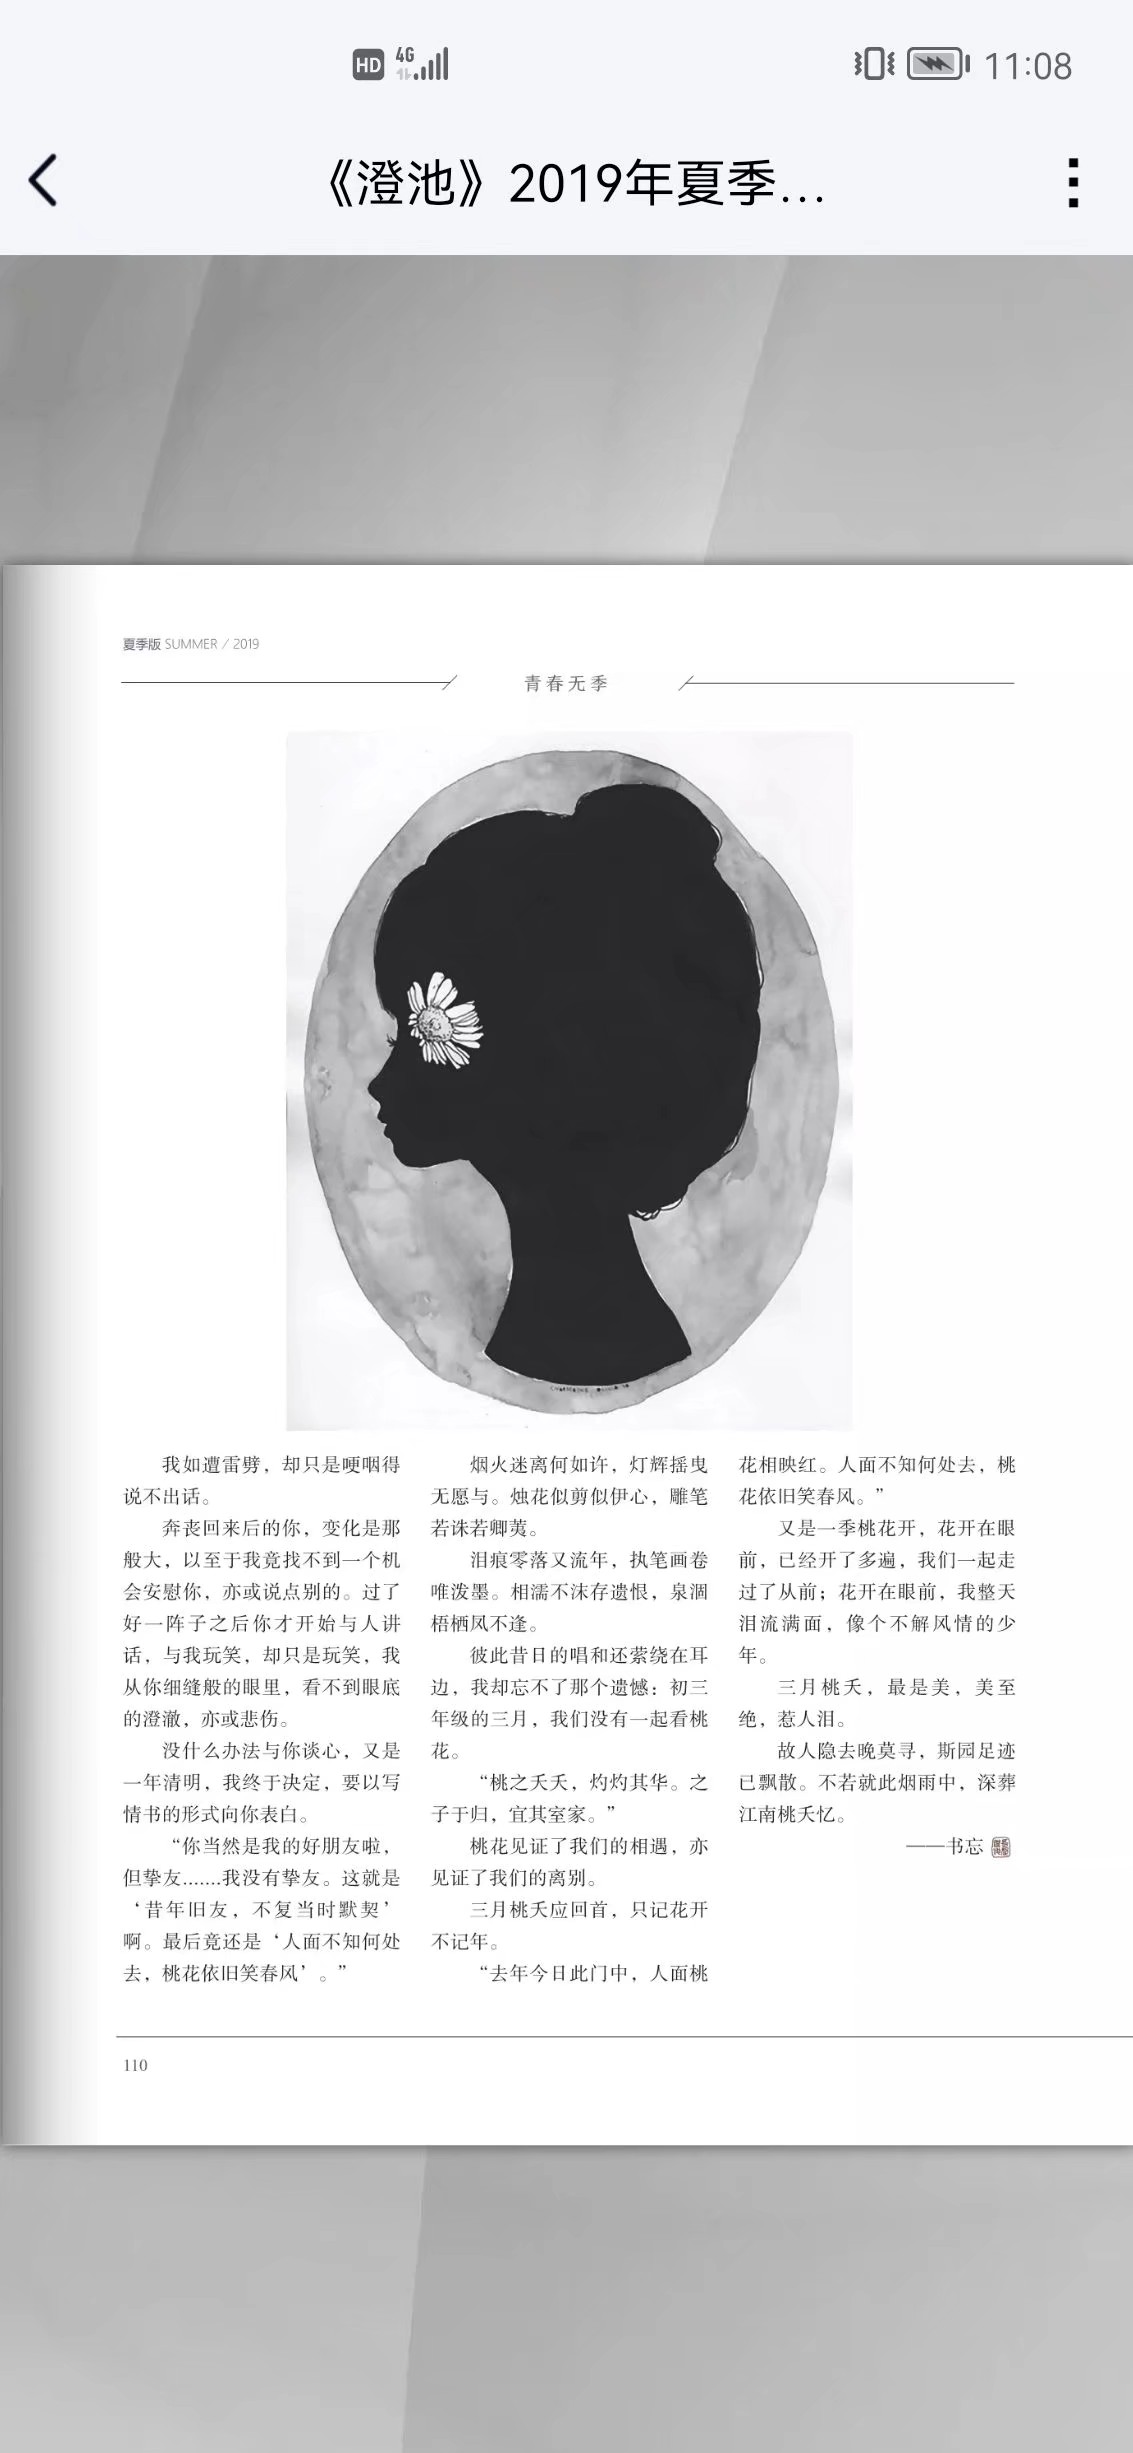 HD 4G 11:08
《澄池》2019年夏季...
夏季版 SUMMER / 2019
青春无季
我如遭雷劈，却只是哽咽得
说不出话。
奔丧回来后的你，变化是那
般大，以至于我竟找不到一个机
会安慰你，亦或说点别的。过了
好一阵子之后你才开始与人讲
话，与我玩笑，却只是玩笑，我
从你细缝般的眼里，看不到眼底
的澄澈，亦或悲伤。
没什么办法与你谈心，又是
一年清明，我终于决定，要以写
情书的形式向你表白。
“你当然是我的好朋友啦，
但挚友.......我没有挚友。这就是
‘昔年旧友，不复当时默契’
啊。最后竟还是‘人面不知何处
去，桃花依旧笑春风’。”
烟火迷离何如许，灯辉摇曳
无愿与。烛花似剪似伊心，雕笔
若诛若卿荑。
泪痕零落又流年，执笔画卷
唯泼墨。相濡不沫存遗恨，泉涸
梧栖凤不逢。
彼此昔日的唱和还萦绕在耳
边，我却忘不了那个遗憾：初三
年级的三月，我们没有一起看桃
花。
“桃之夭夭，灼灼其华。之
子于归，宜其室家。”
桃花见证了我们的相遇，亦
见证了我们的离别。
三月桃夭应回首，只记花开
不记年。
“去年今日此门中，人面桃
花相映红。人面不知何处去，桃
花依旧笑春风。”
又是一季桃花开，花开在眼
前，已经开了多遍，我们一起走
过了从前；花开在眼前，我整天
泪流满面，像个不解风情的少
年。
三月桃夭，最是美，美至
绝，惹人泪。
故人隐去晚莫寻，斯园足迹
已飘散。不若就此烟雨中，深葬
江南桃夭忆。
——书忘
110